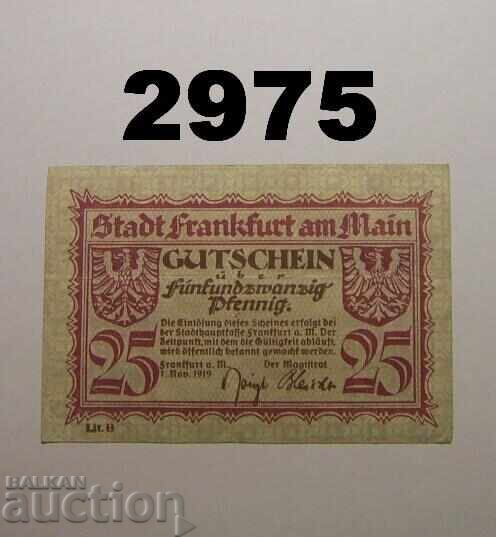 2975
Stadt Frankfurt am Main
GUTSCHEIN
über
Fünfundzwanzig
Pfennig.
Die Einlösung dieses Scheines erfolgt bei
der Stadthauptkasse Frankfurt a. M. Der
Zeitpunkt, mit dem die Gültigkeit abläuft,
wird öffentlich bekannt gemacht werden.
Frankfurt a. M. Der Magistrat
1. Nov. 1919
25 25
Lit. B
BALKAN
auction